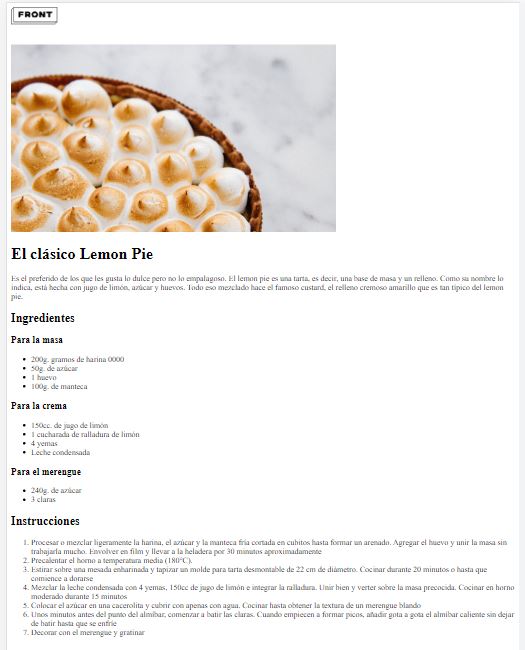 FRONT
El clásico Lemon Pie
Es el preferido de los que les gusta lo dulce pero no lo empalagoso. El lemon pie es una tarta, es decir, una base de masa y un relleno. Como su nombre lo
indica, está hecha con jugo de limón, azúcar y huevos. Todo eso mezclado hace el famoso custard, el relleno cremoso amarillo que es tan típico del lemon
pie.
Ingredientes
Para la masa
200g. gramos de harina 0000
50g. de azúcar
1 huevo
100g. de manteca
Para la crema
150cc. de jugo de limón
1 cucharada de ralladura de limón
4 yemas
Leche condensada
Para el merengue
240g. de azúcar
3 claras
Instrucciones
1. Procesar o mezclar ligeramente la harina, el azúcar y la manteca fría cortada en cubitos hasta formar un arenado. Agregar el huevo y unir la masa sin
trabajarla mucho. Envolver en film y llevar a la heladera por 30 minutos aproximadamente
2. Precalentar el horno a temperatura media (180°C).
3. Estirar sobre una mesada enharinada y tapizar un molde para tarta desmontable de 22 cm de diámetro. Cocinar durante 20 minutos o hasta que
comience a dorarse
4. Mezclar la leche condensada con 4 yemas, 150cc de jugo de limón e integrar la ralladura. Unir bien y verter sobre la masa precocida. Cocinar en horno
moderado durante 15 minutos
5. Colocar el azúcar en una cacerolita y cubrir con apenas con agua. Cocinar hasta obtener la textura de un merengue blando
6. Unos minutos antes del punto del almíbar, comenzar a batir las claras. Cuando empiecen a formar picos, añadir gota a gota el almíbar caliente sin dejar
de batir hasta que se enfríe
7. Decorar con el merengue y gratinar